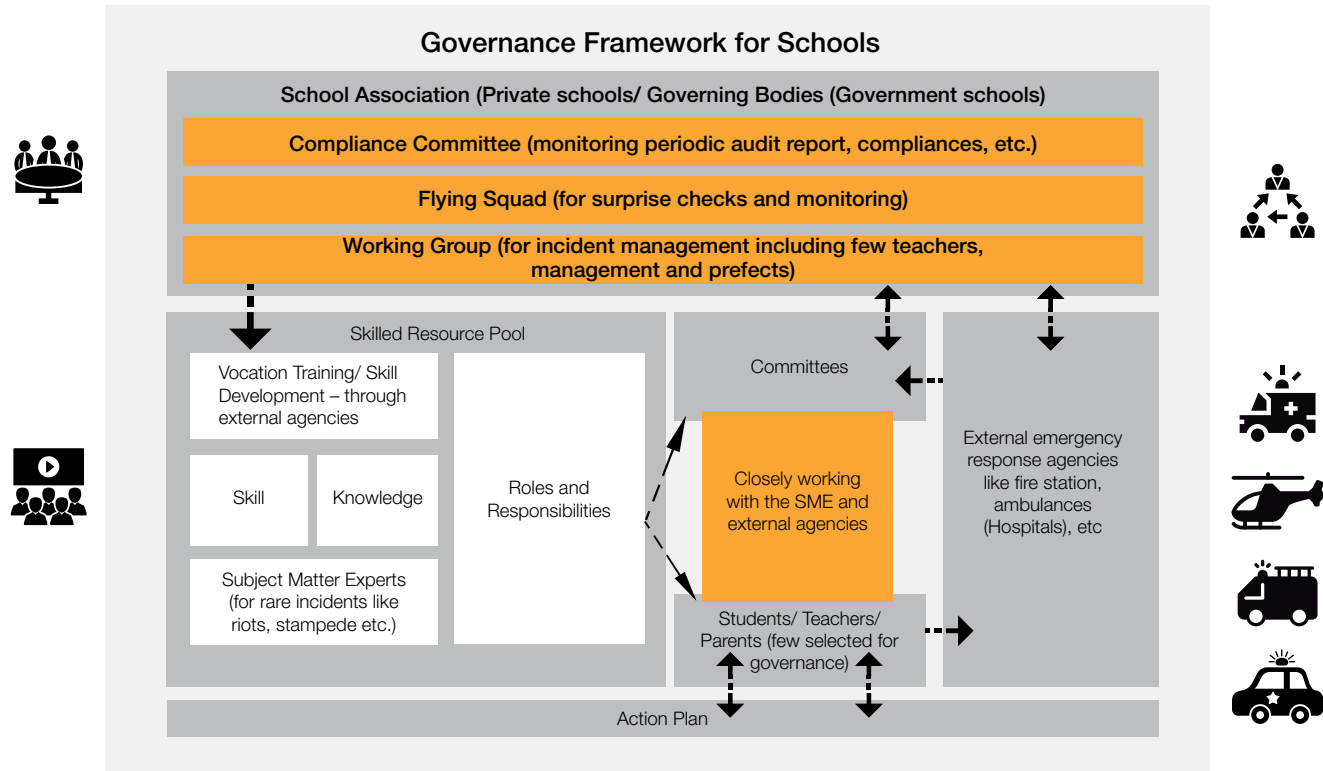 Governance Framework for Schools
School Association (Private schools/ Governing Bodies (Government schools)
Compliance Committee (monitoring periodic audit report, compliances, etc.)
Flying Squad (for surprise checks and monitoring)
Working Group (for incident management including few teachers,
management and prefects)
Skilled Resource Pool
Vocation Training/ Skill
Development – through
external agencies
Skill
Knowledge
Subject Matter Experts
(for rare incidents like
riots, stampede etc.)
Roles and
Responsibilities
Committees
Closely working
with the SME and
external agencies
Students/ Teachers/
Parents (few selected for
governance)
External emergency
response agencies
like fire station,
ambulances
(Hospitals), etc
Action Plan